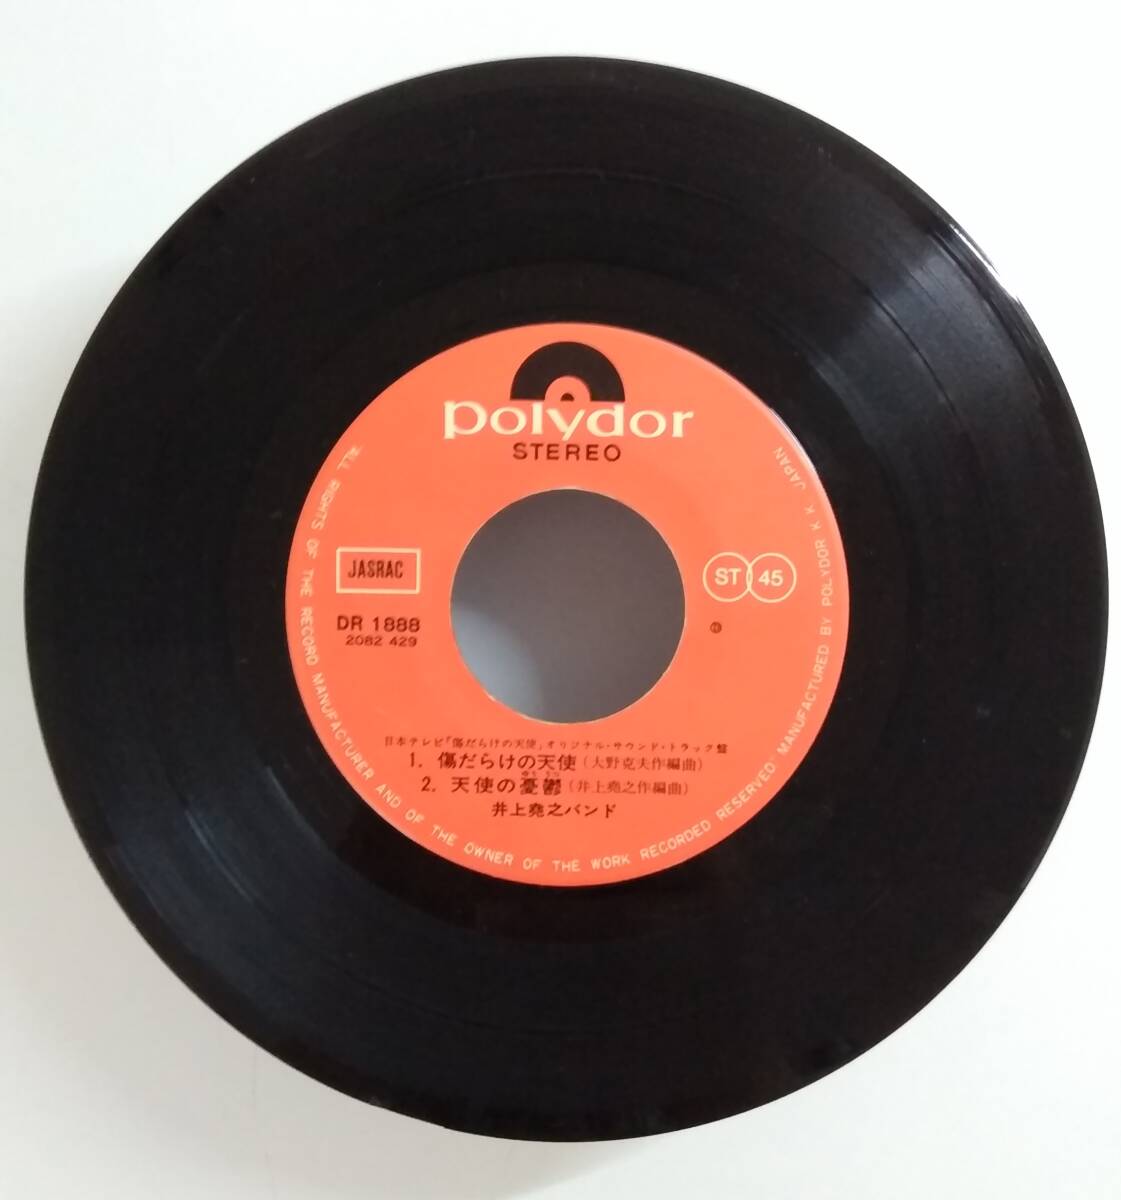 polydor
STEREO
JASRAC
ST 45
DR 1888
2082 429
日本テレビ「傷だらけの天使」オリジナル・サウンド・トラック盤
1. 傷だらけの天使 (大野克夫作編曲)
ゆう うつ
2. 天使の憂鬱 (井上堯之作編曲)
井上堯之バンド
ALL RIGHTS OF THE RECORD MANUFACTURER AND OF THE OWNER OF THE WORK RECORDED RESERVED MANUFACTURED BY POLYDOR K K JAPAN